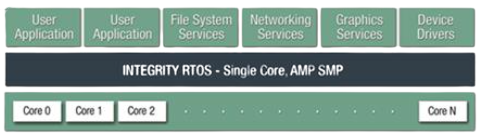 User Application
User Application
File System Services
Networking Services
Graphics Services
Device Drivers
INTEGRITY RTOS - Single Core, AMP SMP
Core 0 Core 1 Core 2 . . . . . . . . . . . . Core N